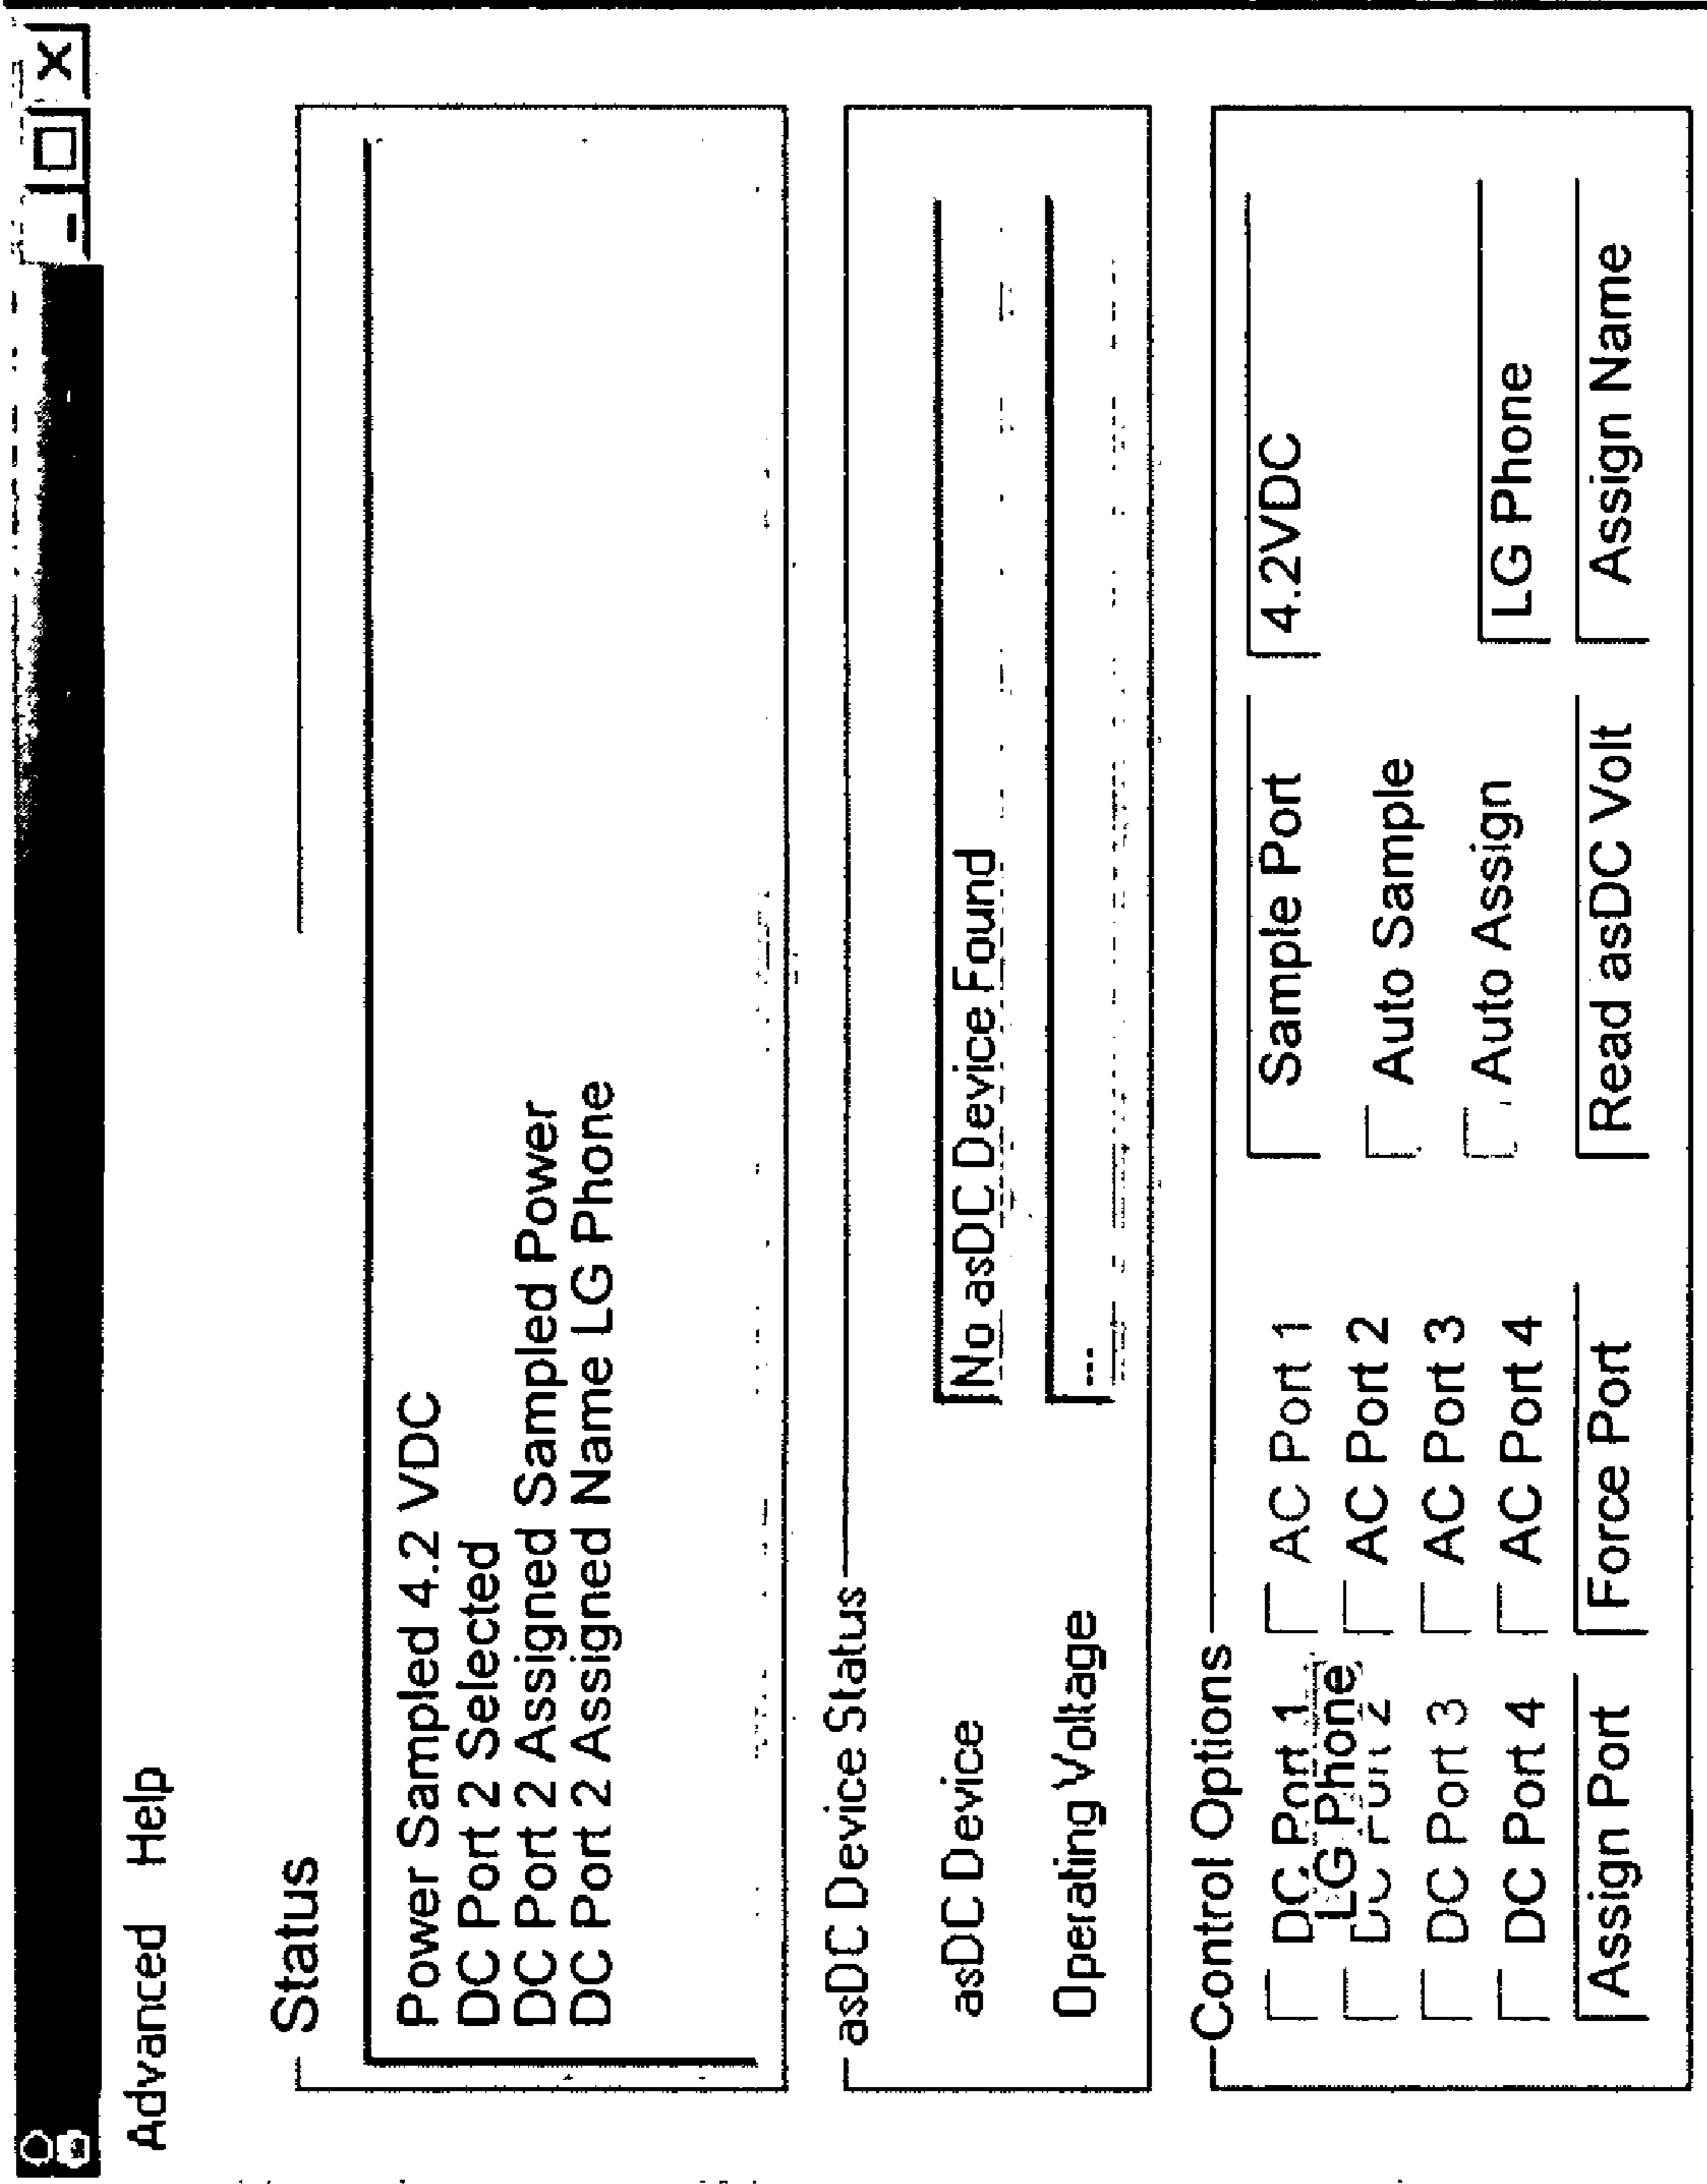 Advanced Help
Status
Power Sampled 4.2 VDC
DC Port 2 Selected
DC Port 2 Assigned Sampled Power
DC Port 2 Assigned Name LG Phone
asDC Device Status
asDC Device No asDC Device Found
Operating Voltage ---
Control Options
DC Port 1 AC Port 1 Sample Port 4.2VDC
LG Phone
DC Port 2 AC Port 2 Auto Sample
DC Port 3 AC Port 3 Auto Assign LG Phone
DC Port 4 AC Port 4
Assign Port Force Port Read asDC Volt Assign Name